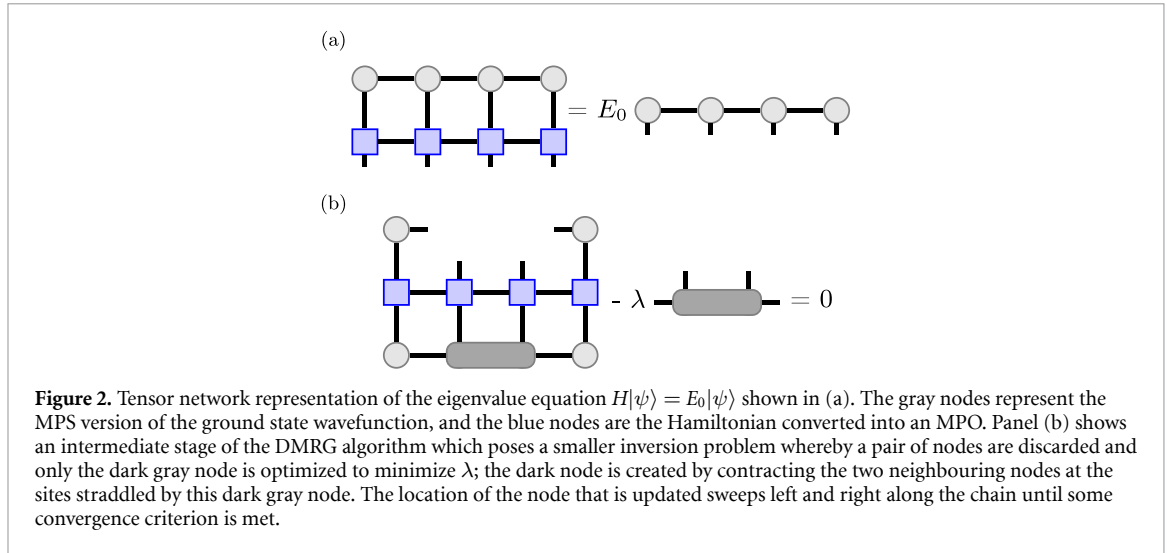 (a)
= E₀
(b)
- λ = 0
Figure 2. Tensor network representation of the eigenvalue equation H|ψ⟩ = E₀|ψ⟩ shown in (a). The gray nodes represent the
MPS version of the ground state wavefunction, and the blue nodes are the Hamiltonian converted into an MPO. Panel (b) shows
an intermediate stage of the DMRG algorithm which poses a smaller inversion problem whereby a pair of nodes are discarded and
only the dark gray node is optimized to minimize λ; the dark node is created by contracting the two neighbouring nodes at the
sites straddled by this dark gray node. The location of the node that is updated sweeps left and right along the chain until some
convergence criterion is met.